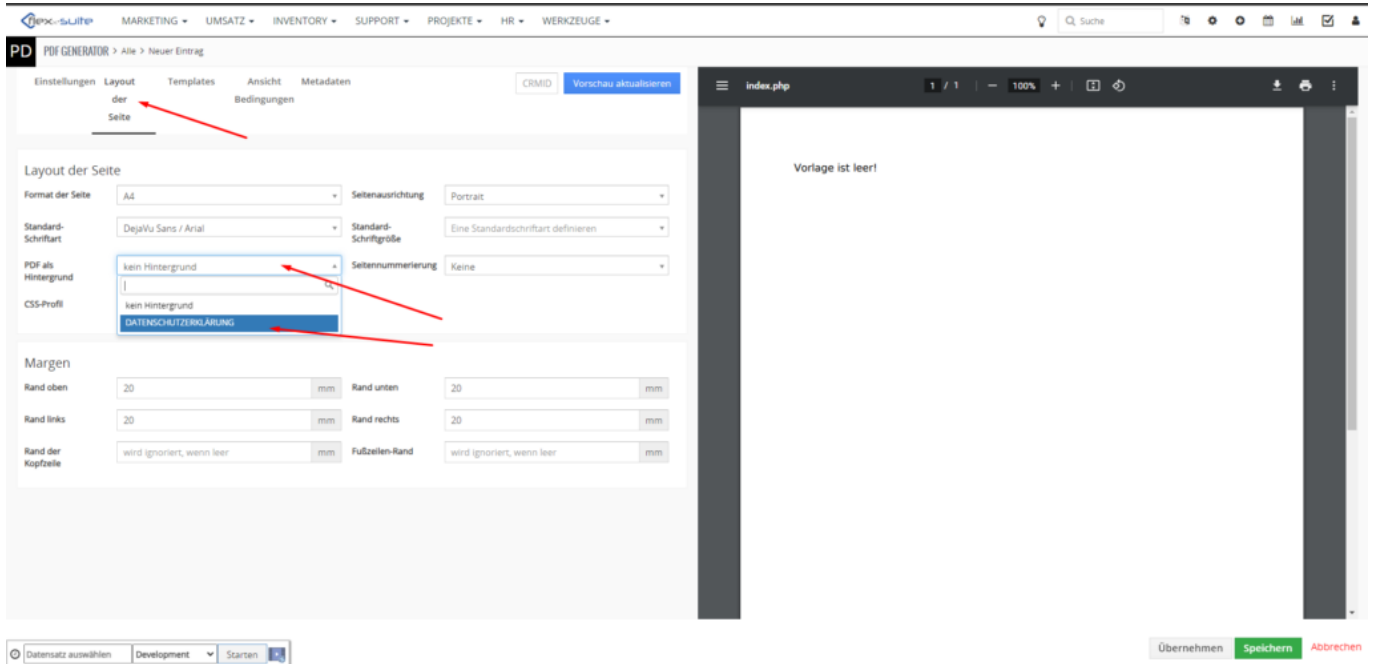 flex-suite MARKETING UMSATZ INVENTORY SUPPORT PROJEKTE HR WERKZEUGE Suche
PD PDF GENERATOR > Alle > Neuer Eintrag
Einstellungen Layout der Seite Templates Ansicht Bedingungen Metadaten CRMID Vorschau aktualisieren
index.php 1 / 1 | − 100% + |
Vorlage ist leer!
Layout der Seite
Format der Seite A4 Seitenausrichtung Portrait
Standard-Schriftart DejaVu Sans / Arial Standard-Schriftgröße Eine Standardschriftart definieren
PDF als Hintergrund kein Hintergrund Seitennummerierung Keine
kein Hintergrund
CSS-Profil
DATENSCHUTZERKLÄRUNG
Margen
Rand oben 20 mm Rand unten 20 mm
Rand links 20 mm Rand rechts 20 mm
Rand der Kopfzeile wird ignoriert, wenn leer mm Fußzeilen-Rand wird ignoriert, wenn leer mm
Übernehmen Speichern Abbrechen
Datensatz auswählen Development Starten